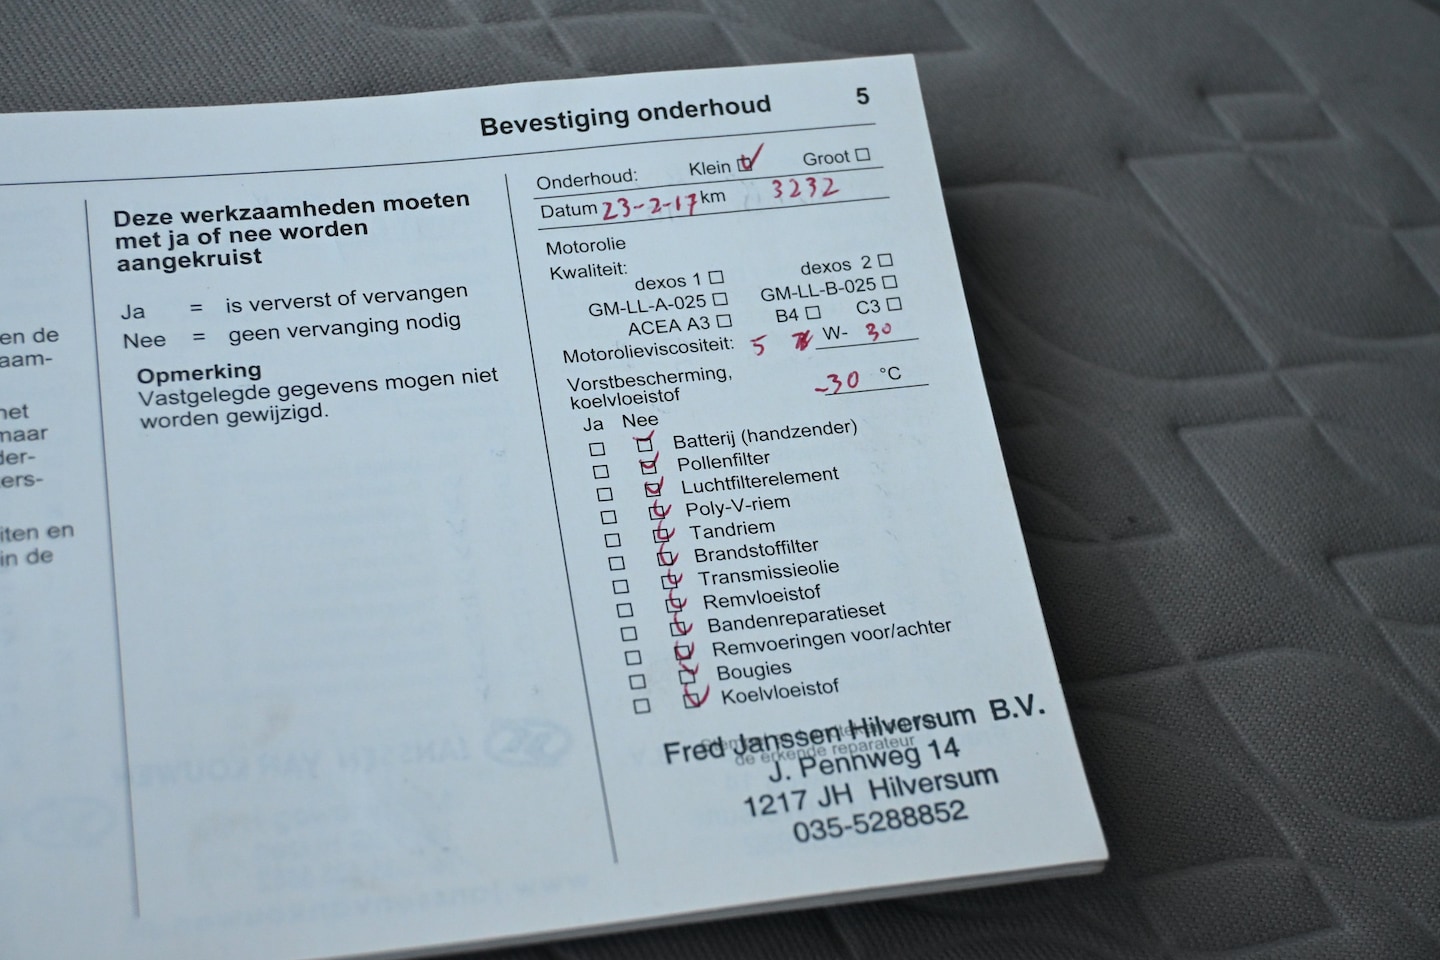 Bevestiging onderhoud 5
en de
aam-
maar
der-
ers-
iten en
in de
Deze werkzaamheden moeten
met ja of nee worden
aangekruist
Ja = is ververst of vervangen
Nee = geen vervanging nodig
Opmerking
Vastgelegde gegevens mogen niet
worden gewijzigd.
Onderhoud: Klein Groot
Datum 23-2-17 km 3232
Motorolie
Kwaliteit:
dexos 1 dexos 2
GM-LL-A-025 GM-LL-B-025
ACEA A3 B4 C3
Motorolieviscositeit: 5 W- 30
Vorstbescherming,
koelvloeistof -30 °C
Ja Nee
Batterij (handzender)
Pollenfilter
Luchtfilterelement
Poly-V-riem
Tandriem
Brandstoffilter
Transmissieolie
Remvloeistof
Bandenreparatieset
Remvoeringen voor/achter
Bougies
Koelvloeistof
Fred Janssen Hilversum B.V.
de erkende reparateur
J. Pennweg 14
1217 JH Hilversum
035-5288852